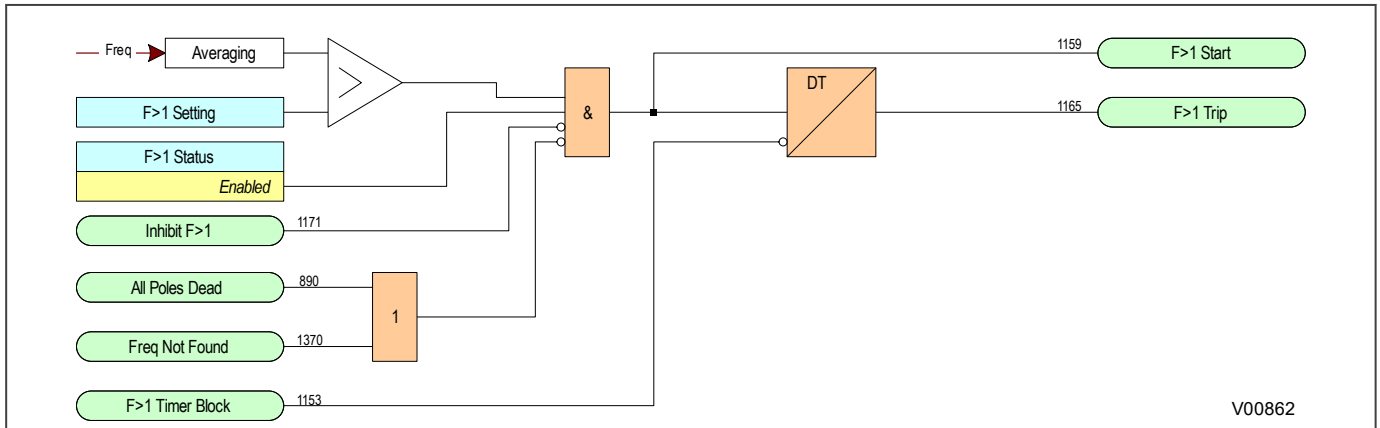 Freq
Averaging
1159
F>1 Start
>
DT
F>1 Setting
&
1165
F>1 Trip
F>1 Status
Enabled
Inhibit F>1
1171
All Poles Dead
890
1
Freq Not Found
1370
F>1 Timer Block
1153
V00862